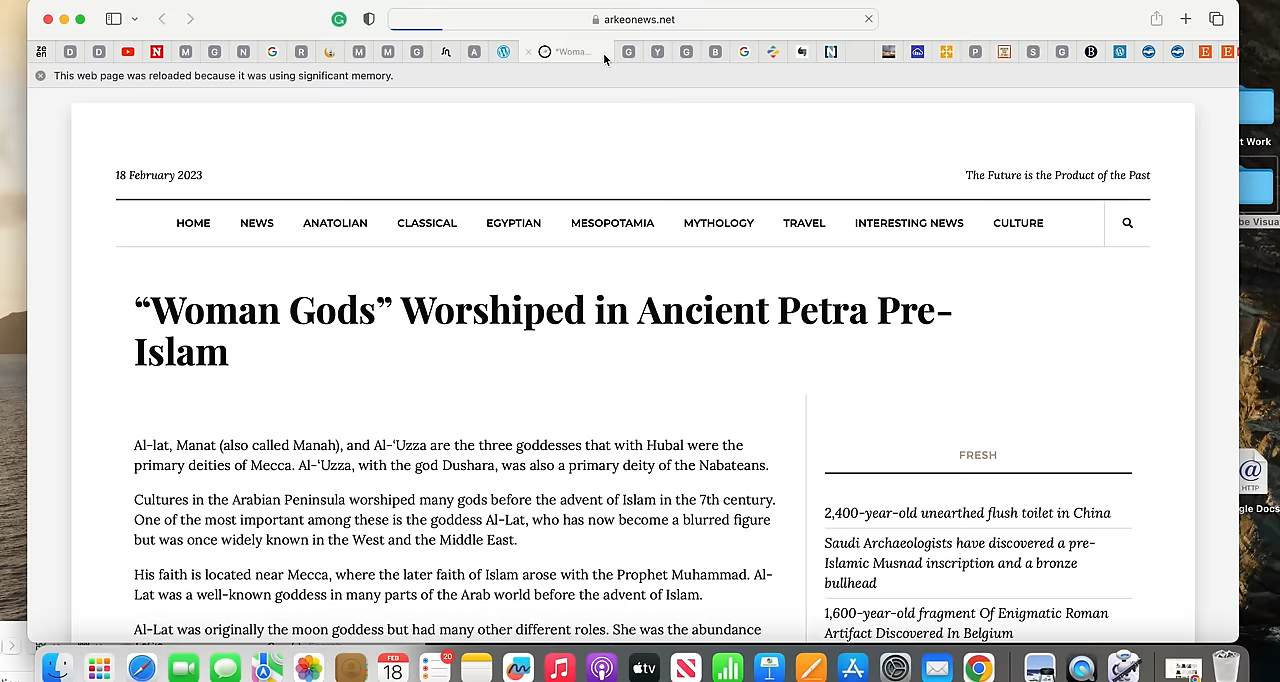 arkeonews.net
ze
en
D
D
N
M
G
N
G
R
M
M
G
A
"Woma...
G
Y
G
B
G
N
P
S
G
B
E
E
This web page was reloaded because it was using significant memory.
18 February 2023
The Future is the Product of the Past
HOME NEWS ANATOLIAN CLASSICAL EGYPTIAN MESOPOTAMIA MYTHOLOGY TRAVEL INTERESTING NEWS CULTURE
“Woman Gods” Worshiped in Ancient Petra Pre-
Islam
Al-lat, Manat (also called Manah), and Al-‘Uzza are the three goddesses that with Hubal were the
primary deities of Mecca. Al-‘Uzza, with the god Dushara, was also a primary deity of the Nabateans.
Cultures in the Arabian Peninsula worshiped many gods before the advent of Islam in the 7th century.
One of the most important among these is the goddess Al-Lat, who has now become a blurred figure
but was once widely known in the West and the Middle East.
His faith is located near Mecca, where the later faith of Islam arose with the Prophet Muhammad. Al-
Lat was a well-known goddess in many parts of the Arab world before the advent of Islam.
Al-Lat was originally the moon goddess but had many other different roles. She was the abundance
FRESH
2,400-year-old unearthed flush toilet in China
Saudi Archaeologists have discovered a pre-
Islamic Musnad inscription and a bronze
bullhead
1,600-year-old fragment Of Enigmatic Roman
Artifact Discovered In Belgium
t Work
be Visua
@
HTTP
gle Docs
FEB
18
20
tv